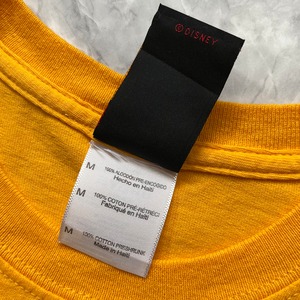 © DISNEY
M
100% ALGODÓN PRE-ENCOGIDO
Hecho en Haití
M
100% COTON PRÉ-RÉTRÉCI
Fabriqué en Haïti
M
100% COTTON PRESHRUNK
Made in Haiti